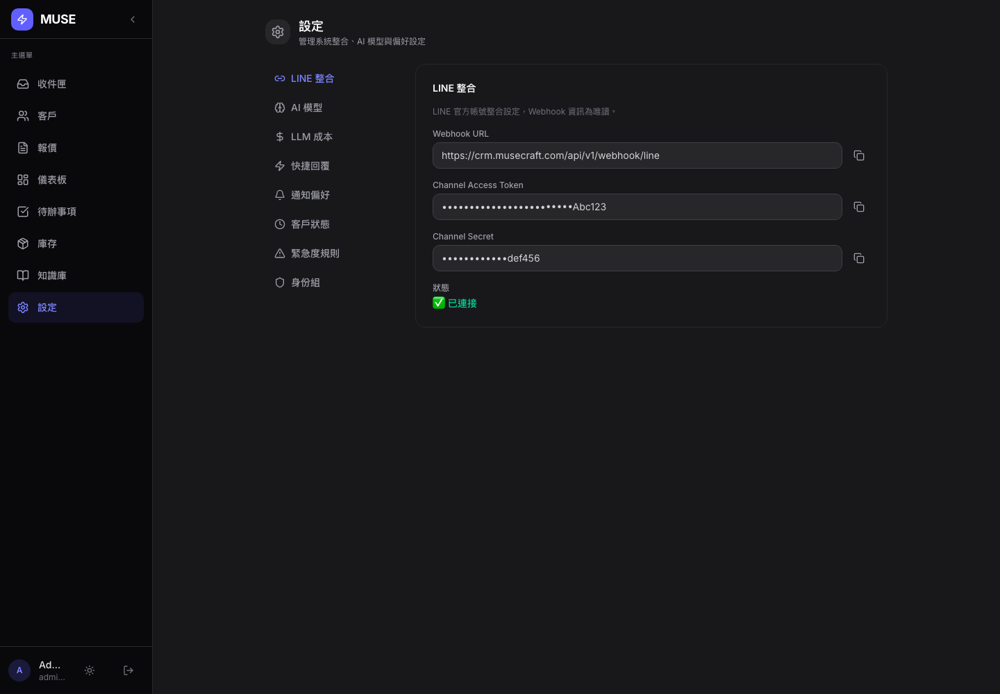 MUSE
主選單
收件匣
客戶
報價
儀表板
待辦事項
庫存
知識庫
設定
A
Ad...
admi...
設定
管理系統整合、AI 模型與偏好設定
LINE 整合
AI 模型
LLM 成本
快捷回覆
通知偏好
客戶狀態
緊急度規則
身份組
LINE 整合
LINE 官方帳號整合設定，Webhook 資訊為唯讀。
Webhook URL
https://crm.musecraft.com/api/v1/webhook/line
Channel Access Token
••••••••••••••••••••••••Abc123
Channel Secret
••••••••••••def456
狀態
✅ 已連接